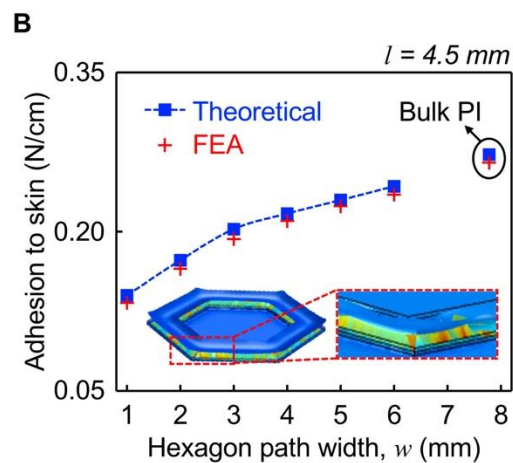 B
l = 4.5 mm
0.35
Bulk PI
Theoretical
FEA
0.20
0.05
Adhesion to skin (N/cm)
1 2 3 4 5 6 7 8
Hexagon path width, w (mm)